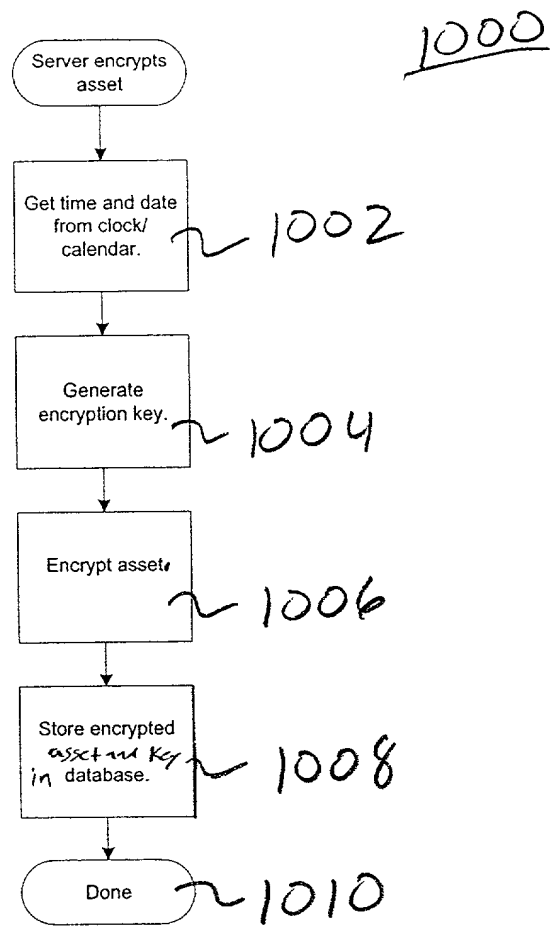 1000
Server encrypts
asset
Get time and date
from clock/
calendar.
1002
Generate
encryption key.
1004
Encrypt asset.
1006
Store encrypted
asset and key
in database.
1008
Done
1010